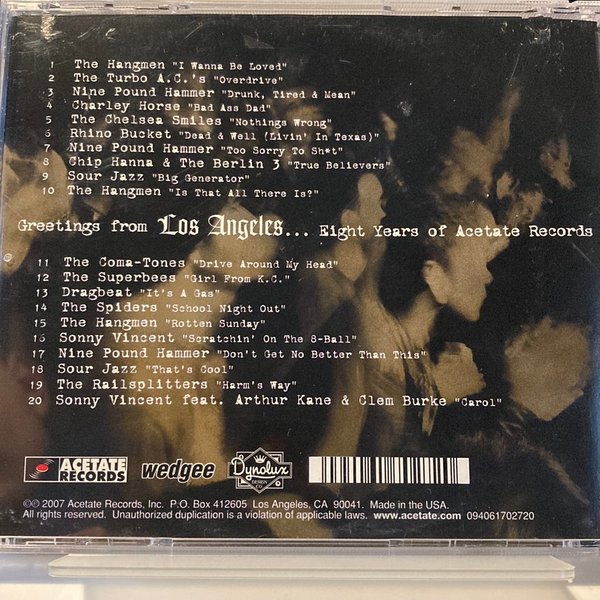 1 The Hangmen "I Wanna Be Loved"
2 The Turbo A.C.'s "Overdrive"
3 Nine Pound Hammer "Drunk, Tired & Mean"
4 Charley Horse "Bad Ass Dad"
5 The Chelsea Smiles "Nothings Wrong"
6 Rhino Bucket "Dead & Well (Livin' In Texas)
7 Nine Pound Hammer "Too Sorry To Sh*t"
8 Chip Hanna & The Berlin 3 "True Believers"
9 Sour Jazz "Big Generator"
10 The Hangmen "Is That All There Is?"
Greetings from Los Angeles... Eight Years of Acetate Records
11 The Coma-Tones "Drive Around My Head"
12 The Superbees "Girl From K.C."
13 Dragbeat "It's A Gas"
14 The Spiders "School Night Out"
15 The Hangmen "Rotten Sunday"
16 Sonny Vincent "Scratchin' On The 8-Ball"
17 Nine Pound Hammer "Don't Get No Better Than This"
18 Sour Jazz "That's Cool"
19 The Railsplitters "Harm's Way"
20 Sonny Vincent feat. Arthur Kane & Clem Burke "Carol"
ACETATE RECORDS wedgee Dynolux DESIGN CO
©℗ 2007 Acetate Records, Inc. P.O. Box 412605 Los Angeles, CA 90041. Made in the USA.
All rights reserved. Unauthorized duplication is a violation of applicable laws. www.acetate.com 094061702720